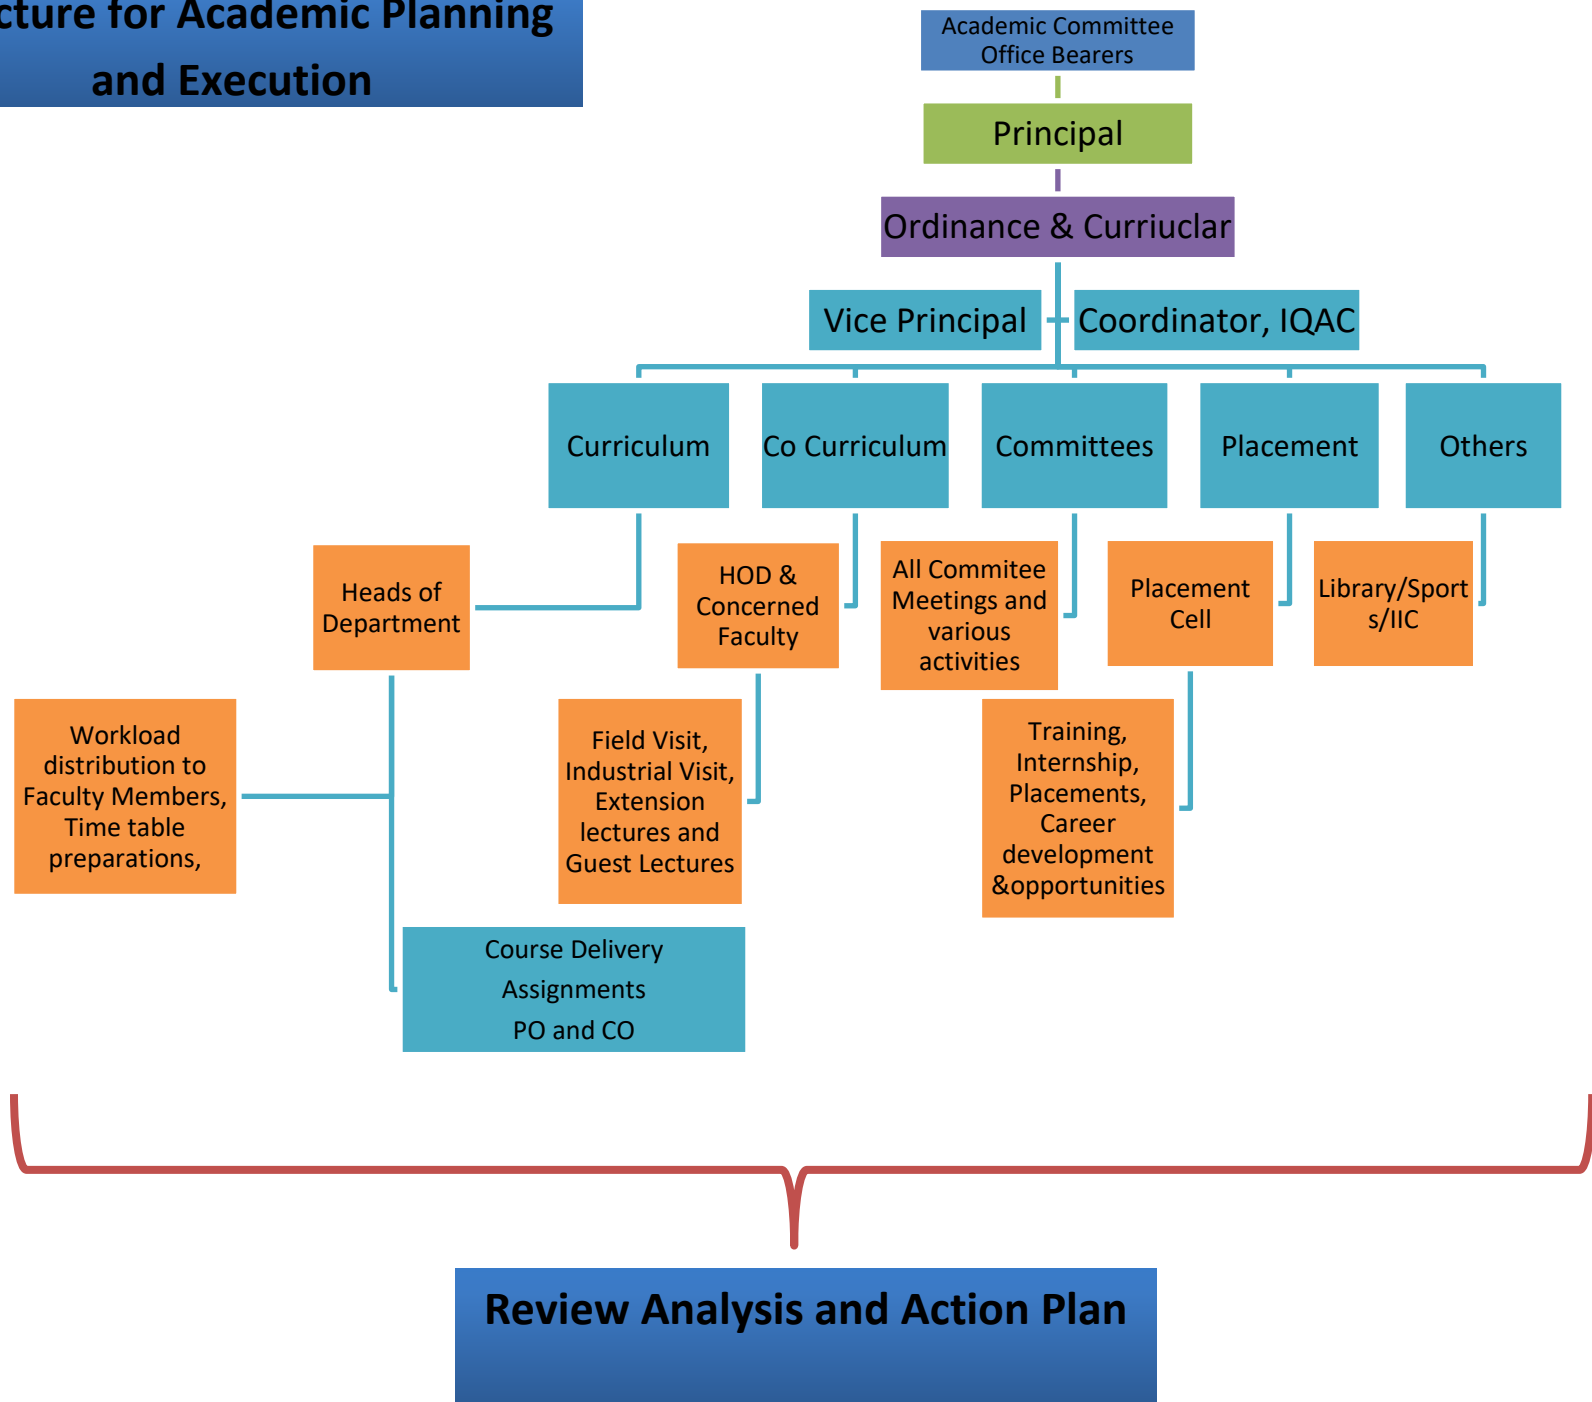 cture for Academic Planning
and Execution
Academic Committee
Office Bearers
Principal
Ordinance & Curriuclar
Vice Principal
Coordinator, IQAC
Curriculum
Co Curriculum
Committees
Placement
Others
Heads of
Department
HOD &
Concerned
Faculty
All Commitee
Meetings and
various
activities
Placement
Cell
Library/Sport
s/IIC
Workload
distribution to
Faculty Members,
Time table
preparations,
Field Visit,
Industrial Visit,
Extension
lectures and
Guest Lectures
Training,
Internship,
Placements,
Career
development
&opportunities
Course Delivery
Assignments
PO and CO
Review Analysis and Action Plan